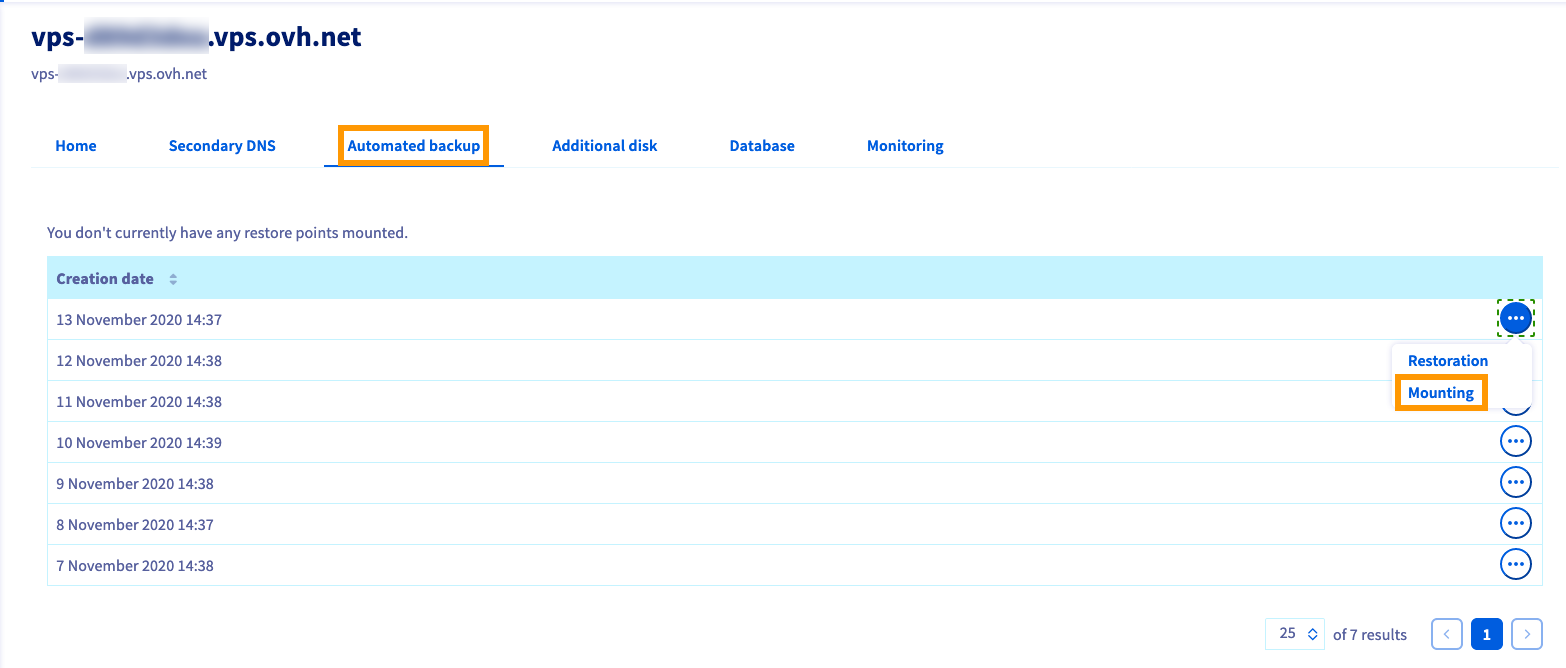 vps- .vps.ovh.net
vps- .vps.ovh.net
Home Secondary DNS Automated backup Additional disk Database Monitoring
You don't currently have any restore points mounted.
Creation date
13 November 2020 14:37
12 November 2020 14:38
Restoration
Mounting
11 November 2020 14:38
10 November 2020 14:39
9 November 2020 14:38
8 November 2020 14:37
7 November 2020 14:38
25 of 7 results 1